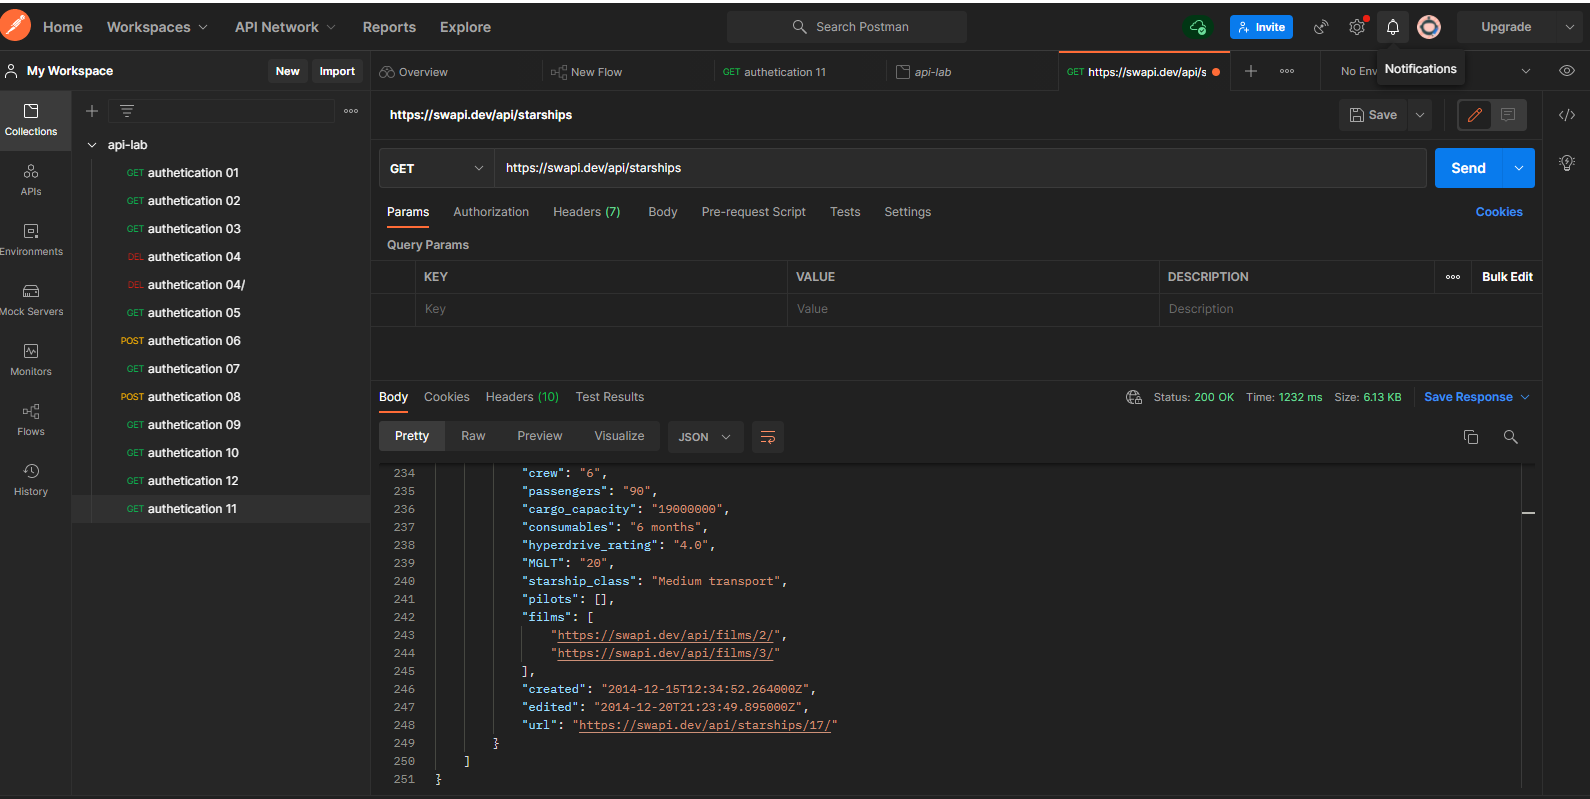 Home Workspaces API Network Reports Explore Search Postman Invite Upgrade
My Workspace New Import Overview New Flow GET authetication 11 api-lab GET https://swapi.dev/api/s No Env Notifications
Collections
APIs
Environments
Mock Servers
Monitors
Flows
History
api-lab
GET authetication 01
GET authetication 02
GET authetication 03
DEL authetication 04
DEL authetication 04/
GET authetication 05
POST authetication 06
GET authetication 07
POST authetication 08
GET authetication 09
GET authetication 10
GET authetication 12
GET authetication 11
https://swapi.dev/api/starships Save
GET https://swapi.dev/api/starships Send
Params Authorization Headers (7) Body Pre-request Script Tests Settings Cookies
Query Params
KEY VALUE DESCRIPTION Bulk Edit
Key Value Description
Body Cookies Headers (10) Test Results Status: 200 OK Time: 1232 ms Size: 6.13 KB Save Response
Pretty Raw Preview Visualize JSON
234 "crew": "6",
235 "passengers": "90",
236 "cargo_capacity": "19000000",
237 "consumables": "6 months",
238 "hyperdrive_rating": "4.0",
239 "MGLT": "20",
240 "starship_class": "Medium transport",
241 "pilots": [],
242 "films": [
243 "https://swapi.dev/api/films/2/",
244 "https://swapi.dev/api/films/3/"
245 ],
246 "created": "2014-12-15T12:34:52.264000Z",
247 "edited": "2014-12-20T21:23:49.895000Z",
248 "url": "https://swapi.dev/api/starships/17/"
249 }
250 ]
251 }